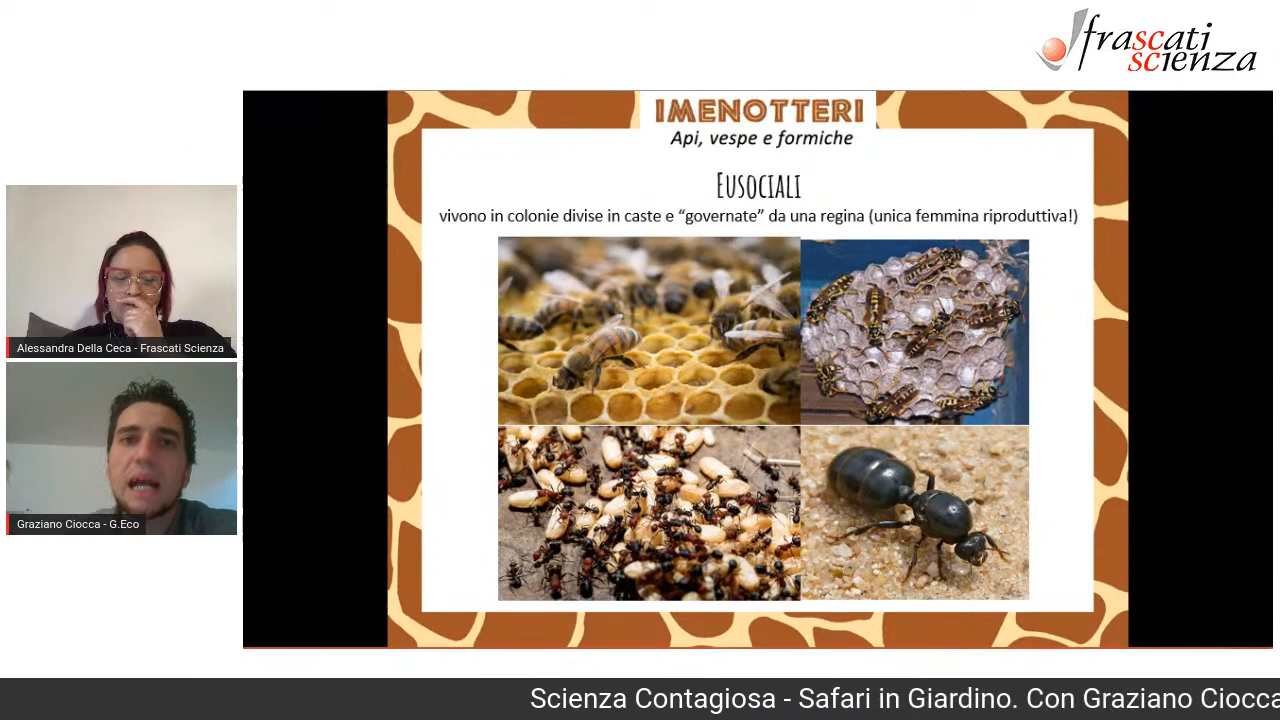 frascati
scienza
IMENOTTERI
Api, vespe e formiche
Eusociali
vivono in colonie divise in caste e “governate” da una regina (unica femmina riproduttiva!)
Alessandra Della Ceca - Frascati Scienza
Graziano Ciocca - G.Eco
Scienza Contagiosa - Safari in Giardino. Con Graziano Ciocca